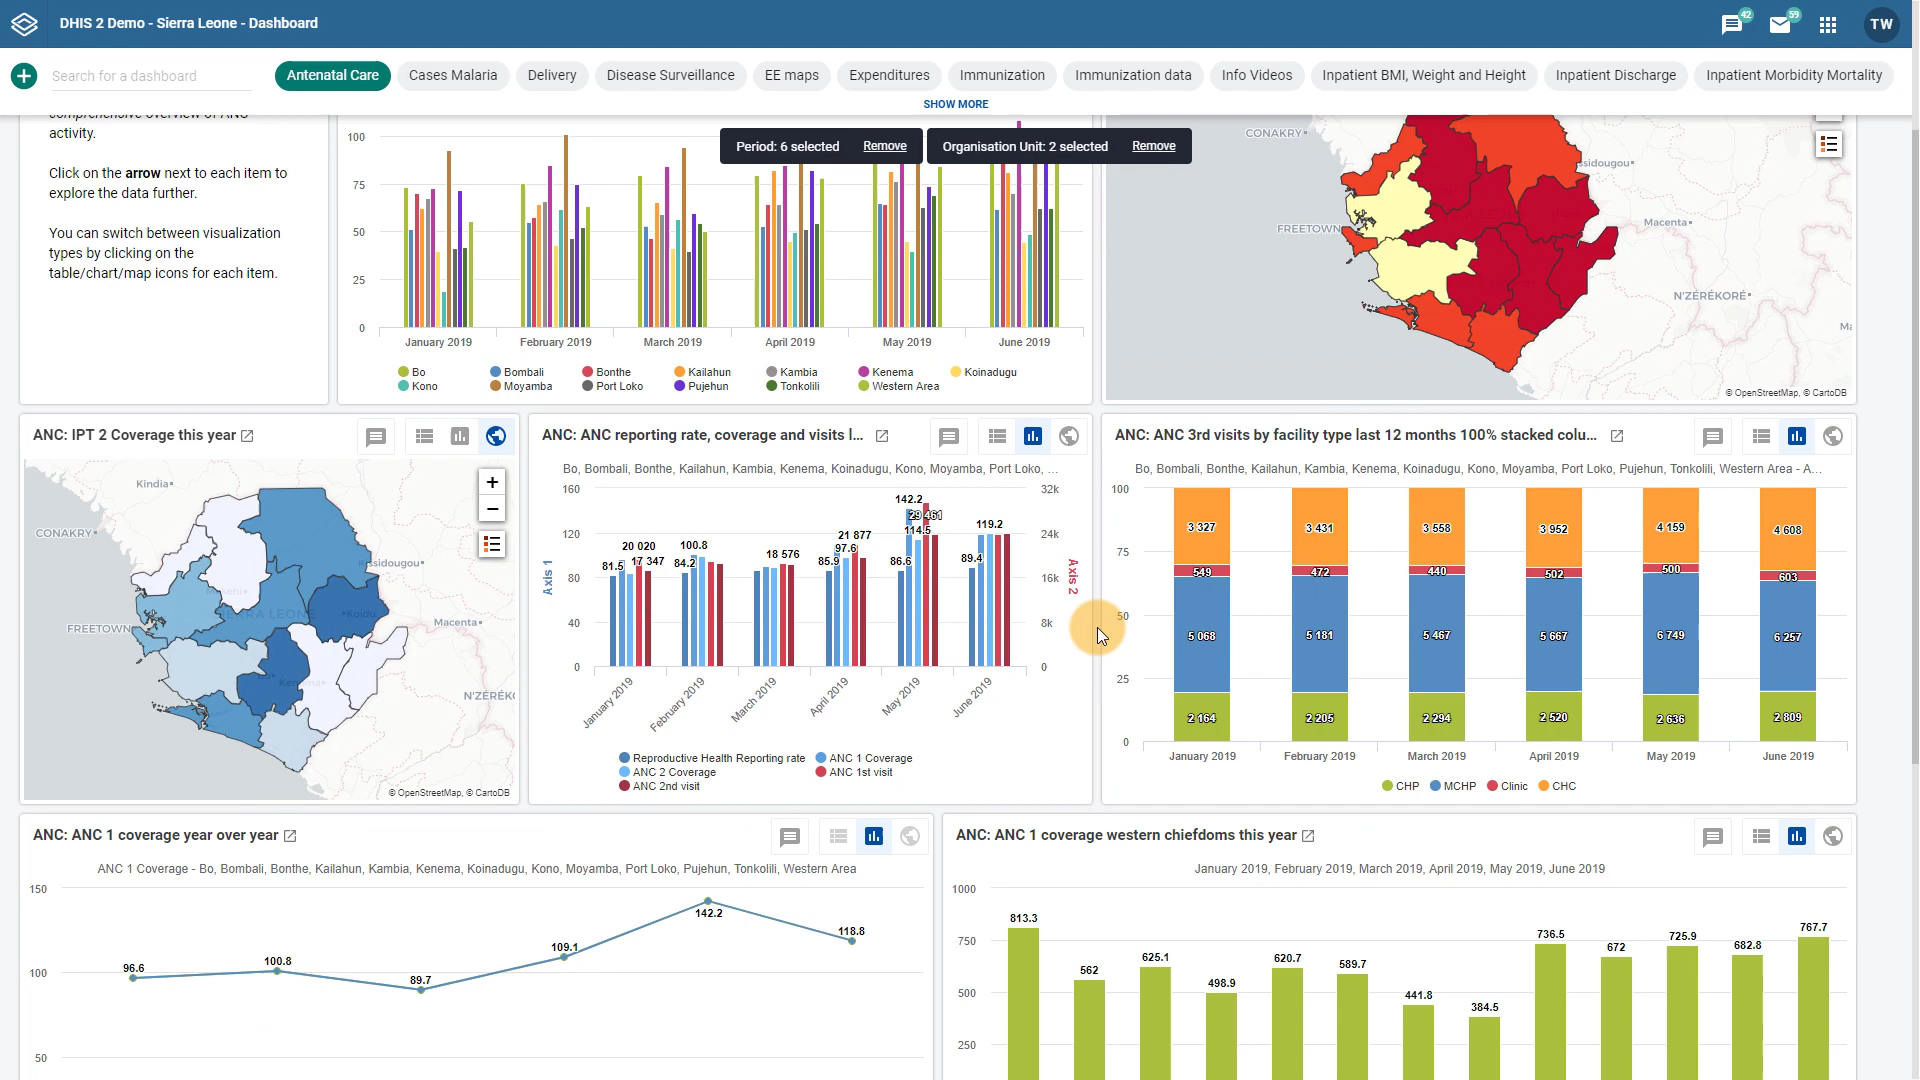 DHIS 2 Demo - Sierra Leone - Dashboard
42
59
TW
Search for a dashboard
Antenatal Care
Cases Malaria
Delivery
Disease Surveillance
EE maps
Expenditures
Immunization
Immunization data
Info Videos
Inpatient BMI, Weight and Height
Inpatient Discharge
Inpatient Morbidity Mortality
SHOW MORE
comprehensive overview of ANC
activity.
Click on the arrow next to each item to
explore the data further.
You can switch between visualization
types by clicking on the
table/chart/map icons for each item.
Period: 6 selected Remove
Organisation Unit: 2 selected Remove
100
75
50
25
0
January 2019 February 2019 March 2019 April 2019 May 2019 June 2019
Bo Bombali Bonthe Kailahun Kambia Kenema Koinadugu
Kono Moyamba Port Loko Pujehun Tonkolili Western Area
CONAKRY
ssidougou
Macenta
FREETOWN
N'ZÉRÉKORÉ
Ma
© OpenStreetMap, © CartoDB
ANC: IPT 2 Coverage this year
Kindia
CONAKRY
Kissidougou
SIERRA LEONE
Koidu
Macenta
FREETOWN
Bo
Kenema
N'ZÉRÉK
+
−
© OpenStreetMap, © CartoDB
ANC: ANC reporting rate, coverage and visits l...
Bo, Bombali, Bonthe, Kailahun, Kambia, Kenema, Koinadugu, Kono, Moyamba, Port Loko, ...
160
120
80
40
0
Axis 1
32k
24k
16k
8k
0
Axis 2
81.5
20 020
17 347
84.2
100.8
18 576
85.9
97.6
21 877
86.6
142.2
29 461
114.5
89.4
119.2
January 2019
February 2019
March 2019
April 2019
May 2019
June 2019
Reproductive Health Reporting rate ANC 1 Coverage
ANC 2 Coverage ANC 1st visit
ANC 2nd visit
ANC: ANC 3rd visits by facility type last 12 months 100% stacked colu...
Bo, Bombali, Bonthe, Kailahun, Kambia, Kenema, Koinadugu, Kono, Moyamba, Port Loko, Pujehun, Tonkolili, Western Area - A...
100
75
50
25
0
3 327 3 431 3 558 3 952 4 159 4 608
549 472 440 502 500 603
5 068 5 181 5 467 5 667 6 749 6 257
2 164 2 205 2 294 2 520 2 636 2 809
January 2019 February 2019 March 2019 April 2019 May 2019 June 2019
CHP MCHP Clinic CHC
ANC: ANC 1 coverage year over year
ANC 1 Coverage - Bo, Bombali, Bonthe, Kailahun, Kambia, Kenema, Koinadugu, Kono, Moyamba, Port Loko, Pujehun, Tonkolili, Western Area
150
100
50
96.6
100.8
89.7
109.1
142.2
118.8
ANC: ANC 1 coverage western chiefdoms this year
January 2019, February 2019, March 2019, April 2019, May 2019, June 2019
1000
750
500
250
813.3
562
625.1
498.9
620.7
589.7
441.8
384.5
736.5
672
725.9
682.8
767.7